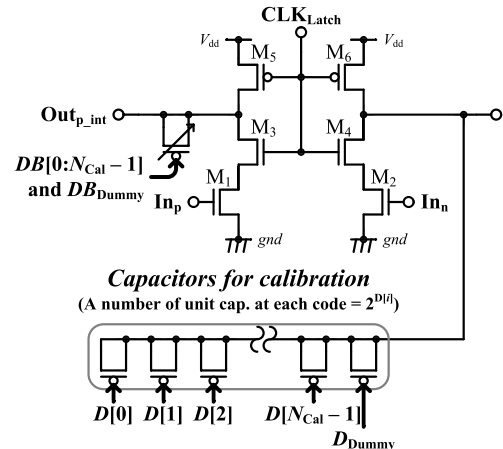 CLK_Latch
V_dd V_dd
M_5 M_6
Out_p_int
M_3 M_4
DB[0:N_Cal − 1]
and DB_Dummy
M_1 M_2
In_p In_n
gnd gnd
Capacitors for calibration
(A number of unit cap. at each code = 2^D[i])
D[0] D[1] D[2] D[N_Cal − 1]
D_Dummy